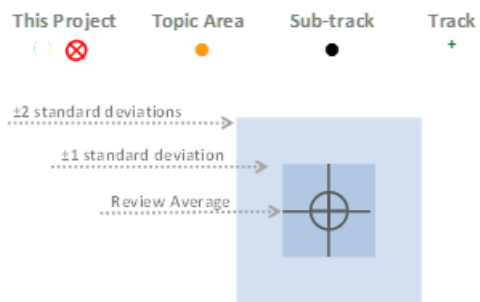 This Project Topic Area Sub-track Track
±2 standard deviations
±1 standard deviation
Review Average